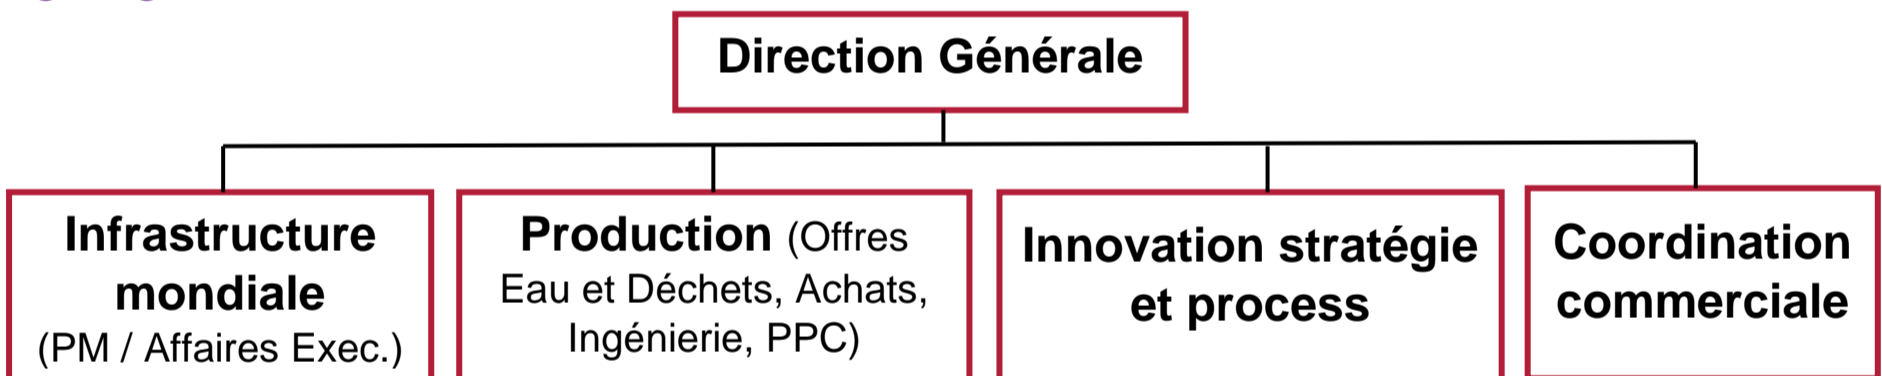 Direction Générale
Infrastructure
mondiale
(PM / Affaires Exec.)
Production (Offres
Eau et Déchets, Achats,
Ingénierie, PPC)
Innovation stratégie
et process
Coordination
commerciale